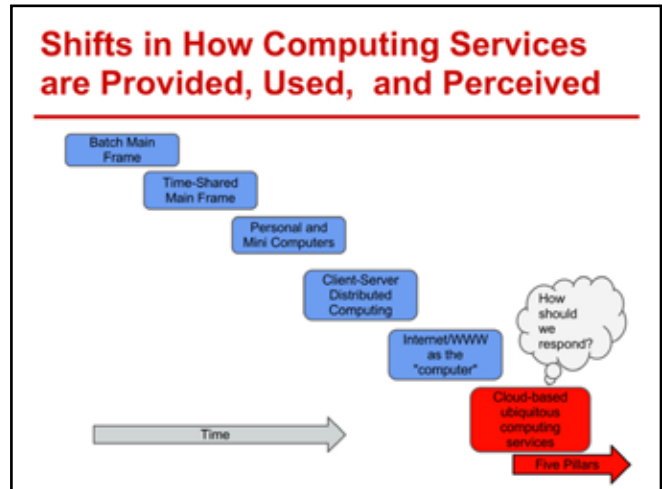 Shifts in How Computing Services
are Provided, Used, and Perceived
Batch Main
Frame
Time-Shared
Main Frame
Personal and
Mini Computers
Client-Server
Distributed
Computing
How
should
we
respond?
Internet/WWW
as the
"computer"
Cloud-based
ubiquitous
computing
services
Time
Five Pillars